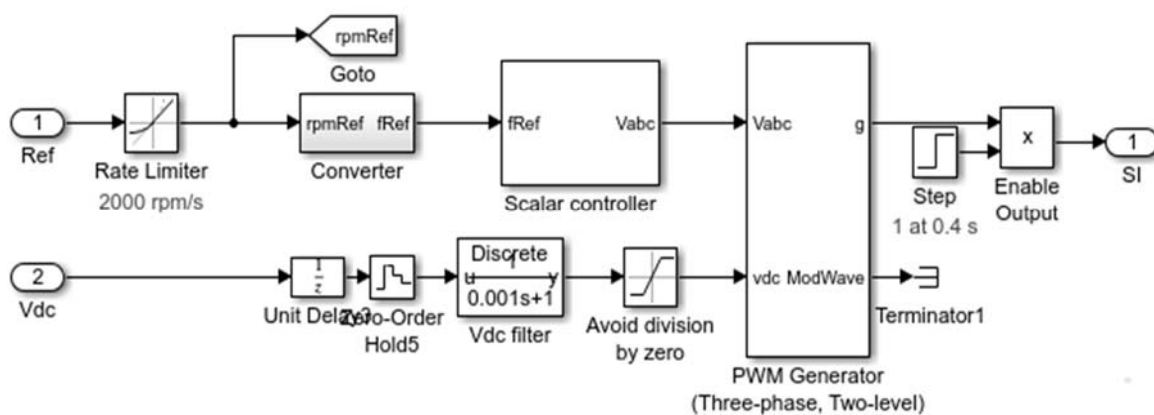 rpmRef
Goto
1
Ref
Rate Limiter
2000 rpm/s
rpmRef fRef
Converter
fRef Vabc
Scalar controller
Vabc g
vdc ModWave
PWM Generator
(Three-phase, Two-level)
Step
1 at 0.4 s
x
Enable
Output
1
SI
2
Vdc
1
z
Unit Delay3
Zero-Order
Hold5
Discrete
u 1 y
0.001s+1
Vdc filter
Avoid division
by zero
Terminator1